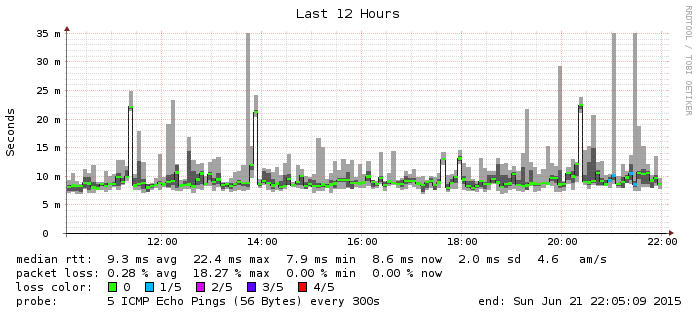 Last 12 Hours
RRDTOOL / TOBI OETIKER
Seconds
35 m
30 m
25 m
20 m
15 m
10 m
5 m
0
12:00 14:00 16:00 18:00 20:00 22:00
median rtt: 9.3 ms avg 22.4 ms max 7.9 ms min 8.6 ms now 2.0 ms sd 4.6 am/s
packet loss: 0.28 % avg 18.27 % max 0.00 % min 0.00 % now
loss color: 0 1/5 2/5 3/5 4/5
probe: 5 ICMP Echo Pings (56 Bytes) every 300s end: Sun Jun 21 22:05:09 2015